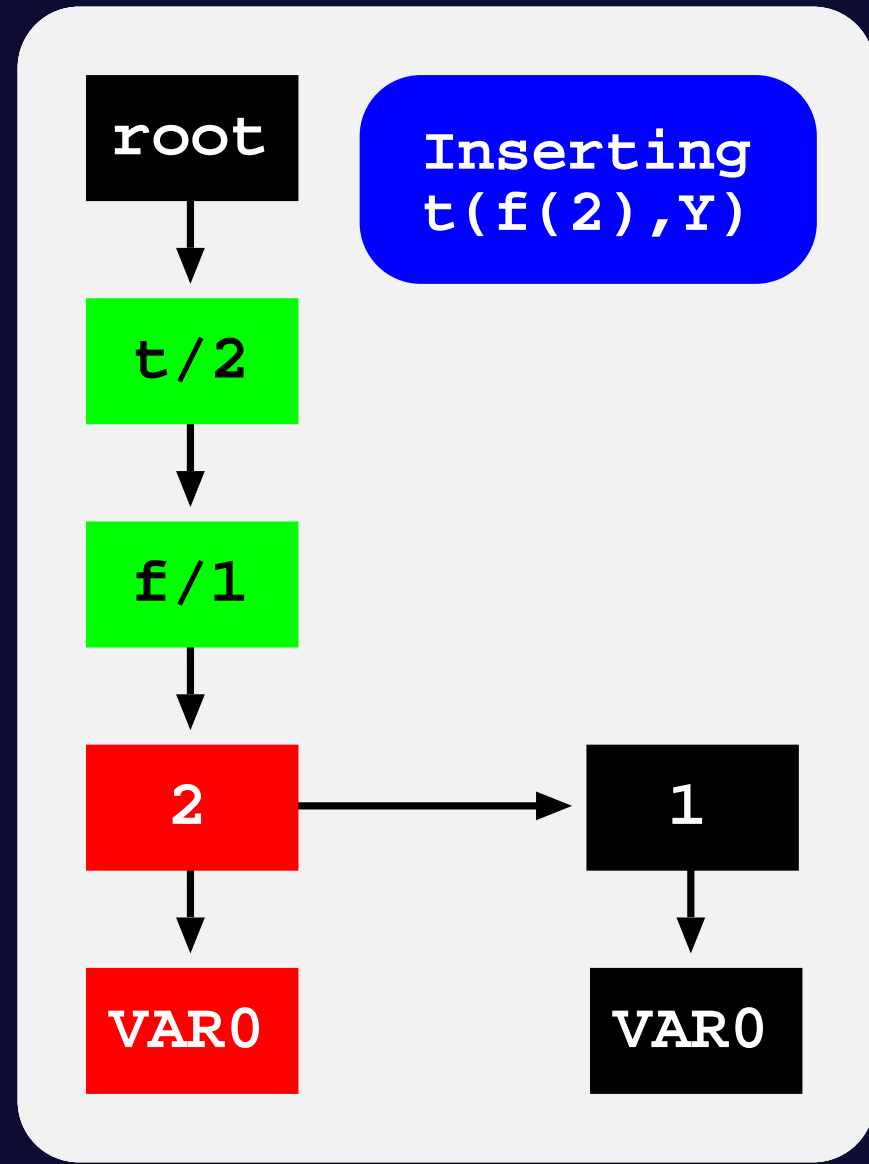 root
Inserting
t(f(2),Y)
t/2
f/1
2
1
VAR0
VAR0